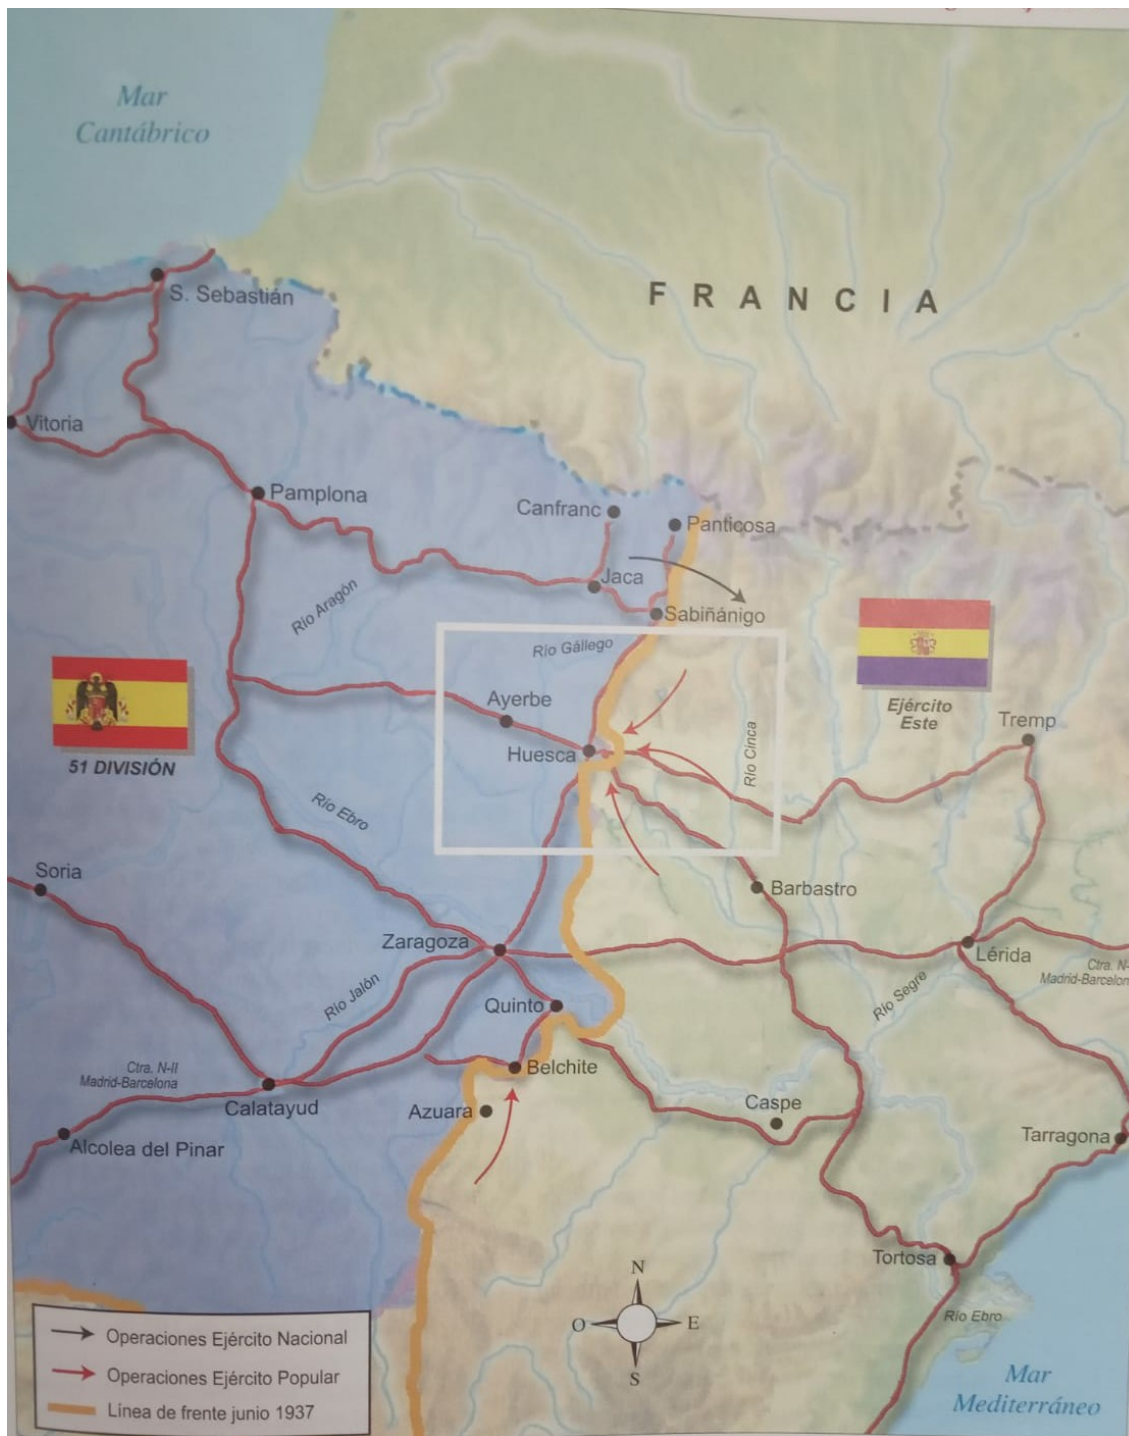 Mar
Cantábrico
S. Sebastián
FRANCIA
Vitoria
Pamplona
Canfranc
Panticosa
Jaca
Sabiñánigo
Río Aragón
Río Gállego
Ayerbe
Huesca
Río Cinca
Ejército
Este
Tremp
51 DIVISIÓN
Río Ebro
Soria
Barbastro
Zaragoza
Lérida
Ctra. N-
Madrid-Barcelon
Río Jalón
Quinto
Río Segre
Ctra. N-II
Madrid-Barcelona
Belchite
Calatayud
Azuara
Caspe
Alcolea del Pinar
Tarragona
Tortosa
N
O
E
S
Río Ebro
Mar
Mediterráneo
Operaciones Ejército Nacional
Operaciones Ejército Popular
Línea de frente junio 1937